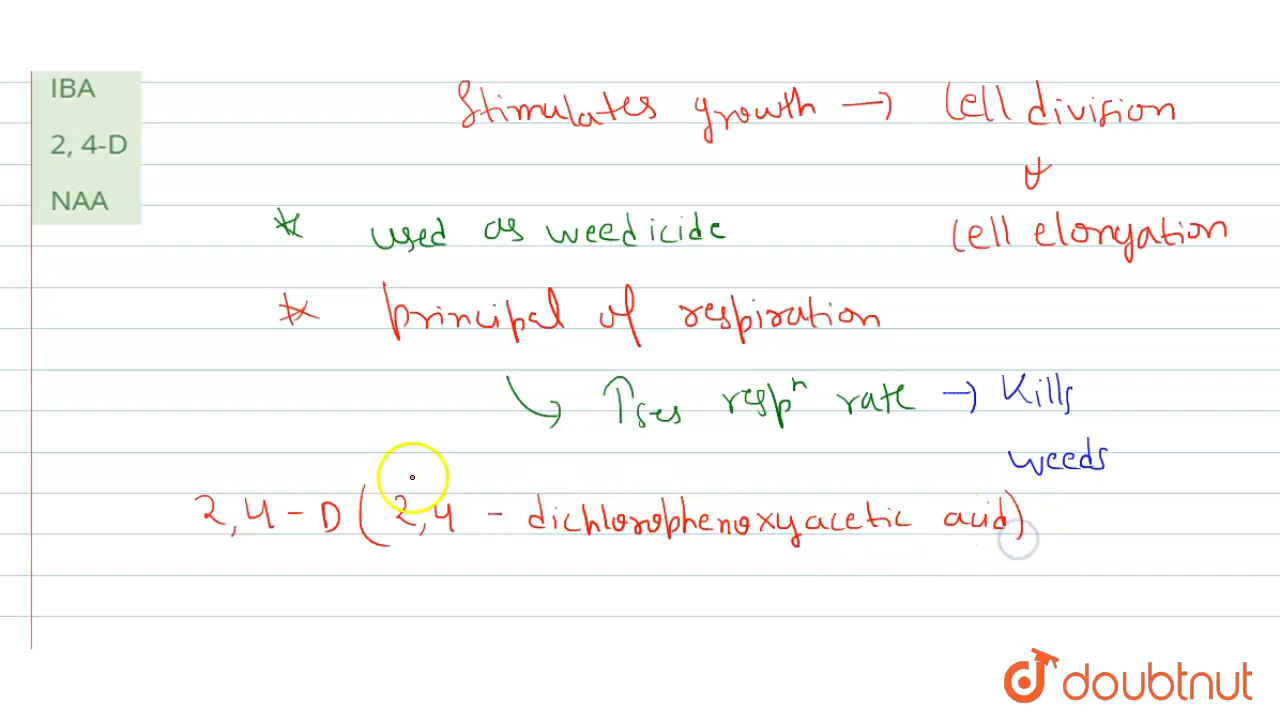 IBA
2, 4-D
NAA
Stimulates growth → Cell division
&
Cell elongation
* used as weedicide
* Principal of respiration
↳ ↑ses respⁿ rate → Kills
weeds
2,4-D (2,4 - dichlorophenoxyacetic acid)
doubtnut